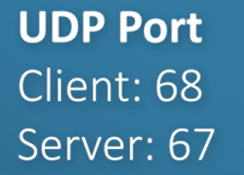 UDP Port
Client: 68
Server: 67